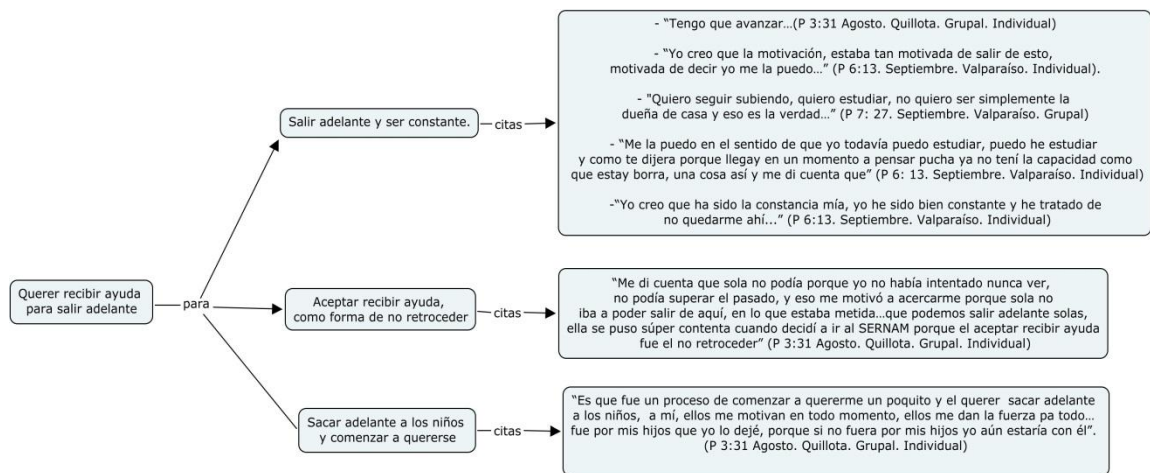 Querer recibir ayuda
para salir adelante
para
Salir adelante y ser constante.
citas
- “Tengo que avanzar…(P 3:31 Agosto. Quillota. Grupal. Individual)
- “Yo creo que la motivación, estaba tan motivada de salir de esto,
motivada de decir yo me la puedo…” (P 6:13. Septiembre. Valparaíso. Individual).
- "Quiero seguir subiendo, quiero estudiar, no quiero ser simplemente la
dueña de casa y eso es la verdad…” (P 7: 27. Septiembre. Valparaíso. Grupal)
- “Me la puedo en el sentido de que yo todavía puedo estudiar, puedo he estudiar
y como te dijera porque llegay en un momento a pensar pucha ya no tení la capacidad como
que estay borra, una cosa así y me di cuenta que” (P 6: 13. Septiembre. Valparaíso. Individual)
-“Yo creo que ha sido la constancia mía, yo he sido bien constante y he tratado de
no quedarme ahí...” (P 6:13. Septiembre. Valparaíso. Individual)
Aceptar recibir ayuda,
como forma de no retroceder
citas
“Me di cuenta que sola no podía porque yo no había intentado nunca ver,
no podía superar el pasado, y eso me motivó a acercarme porque sola no
iba a poder salir de aquí, en lo que estaba metida…que podemos salir adelante solas,
ella se puso súper contenta cuando decidí a ir al SERNAM porque el aceptar recibir ayuda
fue el no retroceder” (P 3:31 Agosto. Quillota. Grupal. Individual)
Sacar adelante a los niños
y comenzar a quererse
citas
“Es que fue un proceso de comenzar a quererme un poquito y el querer sacar adelante
a los niños, a mí, ellos me motivan en todo momento, ellos me dan la fuerza pa todo…
fue por mis hijos que yo lo dejé, porque si no fuera por mis hijos yo aún estaría con él”.
(P 3:31 Agosto. Quillota. Grupal. Individual)